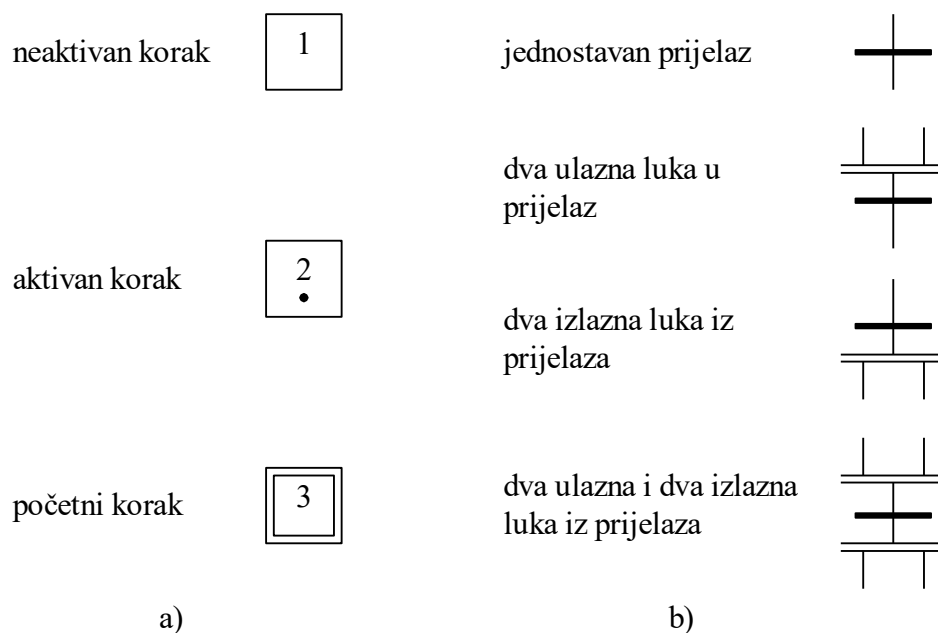 neaktivan korak
1
aktivan korak
2
početni korak
3
a)
jednostavan prijelaz
dva ulazna luka u
prijelaz
dva izlazna luka iz
prijelaza
dva ulazna i dva izlazna
luka iz prijelaza
b)